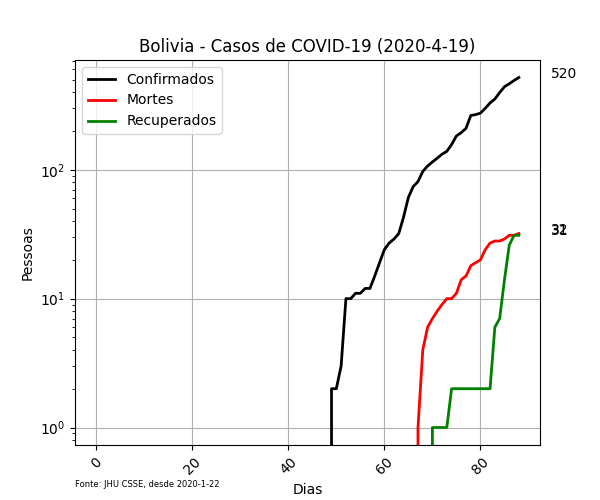 Bolivia - Casos de COVID-19 (2020-4-19)
Confirmados
Mortes
Recuperados
520
32
31
Pessoas
10²
10¹
10⁰
0 20 40 60 80
Dias
Fonte: JHU CSSE, desde 2020-1-22